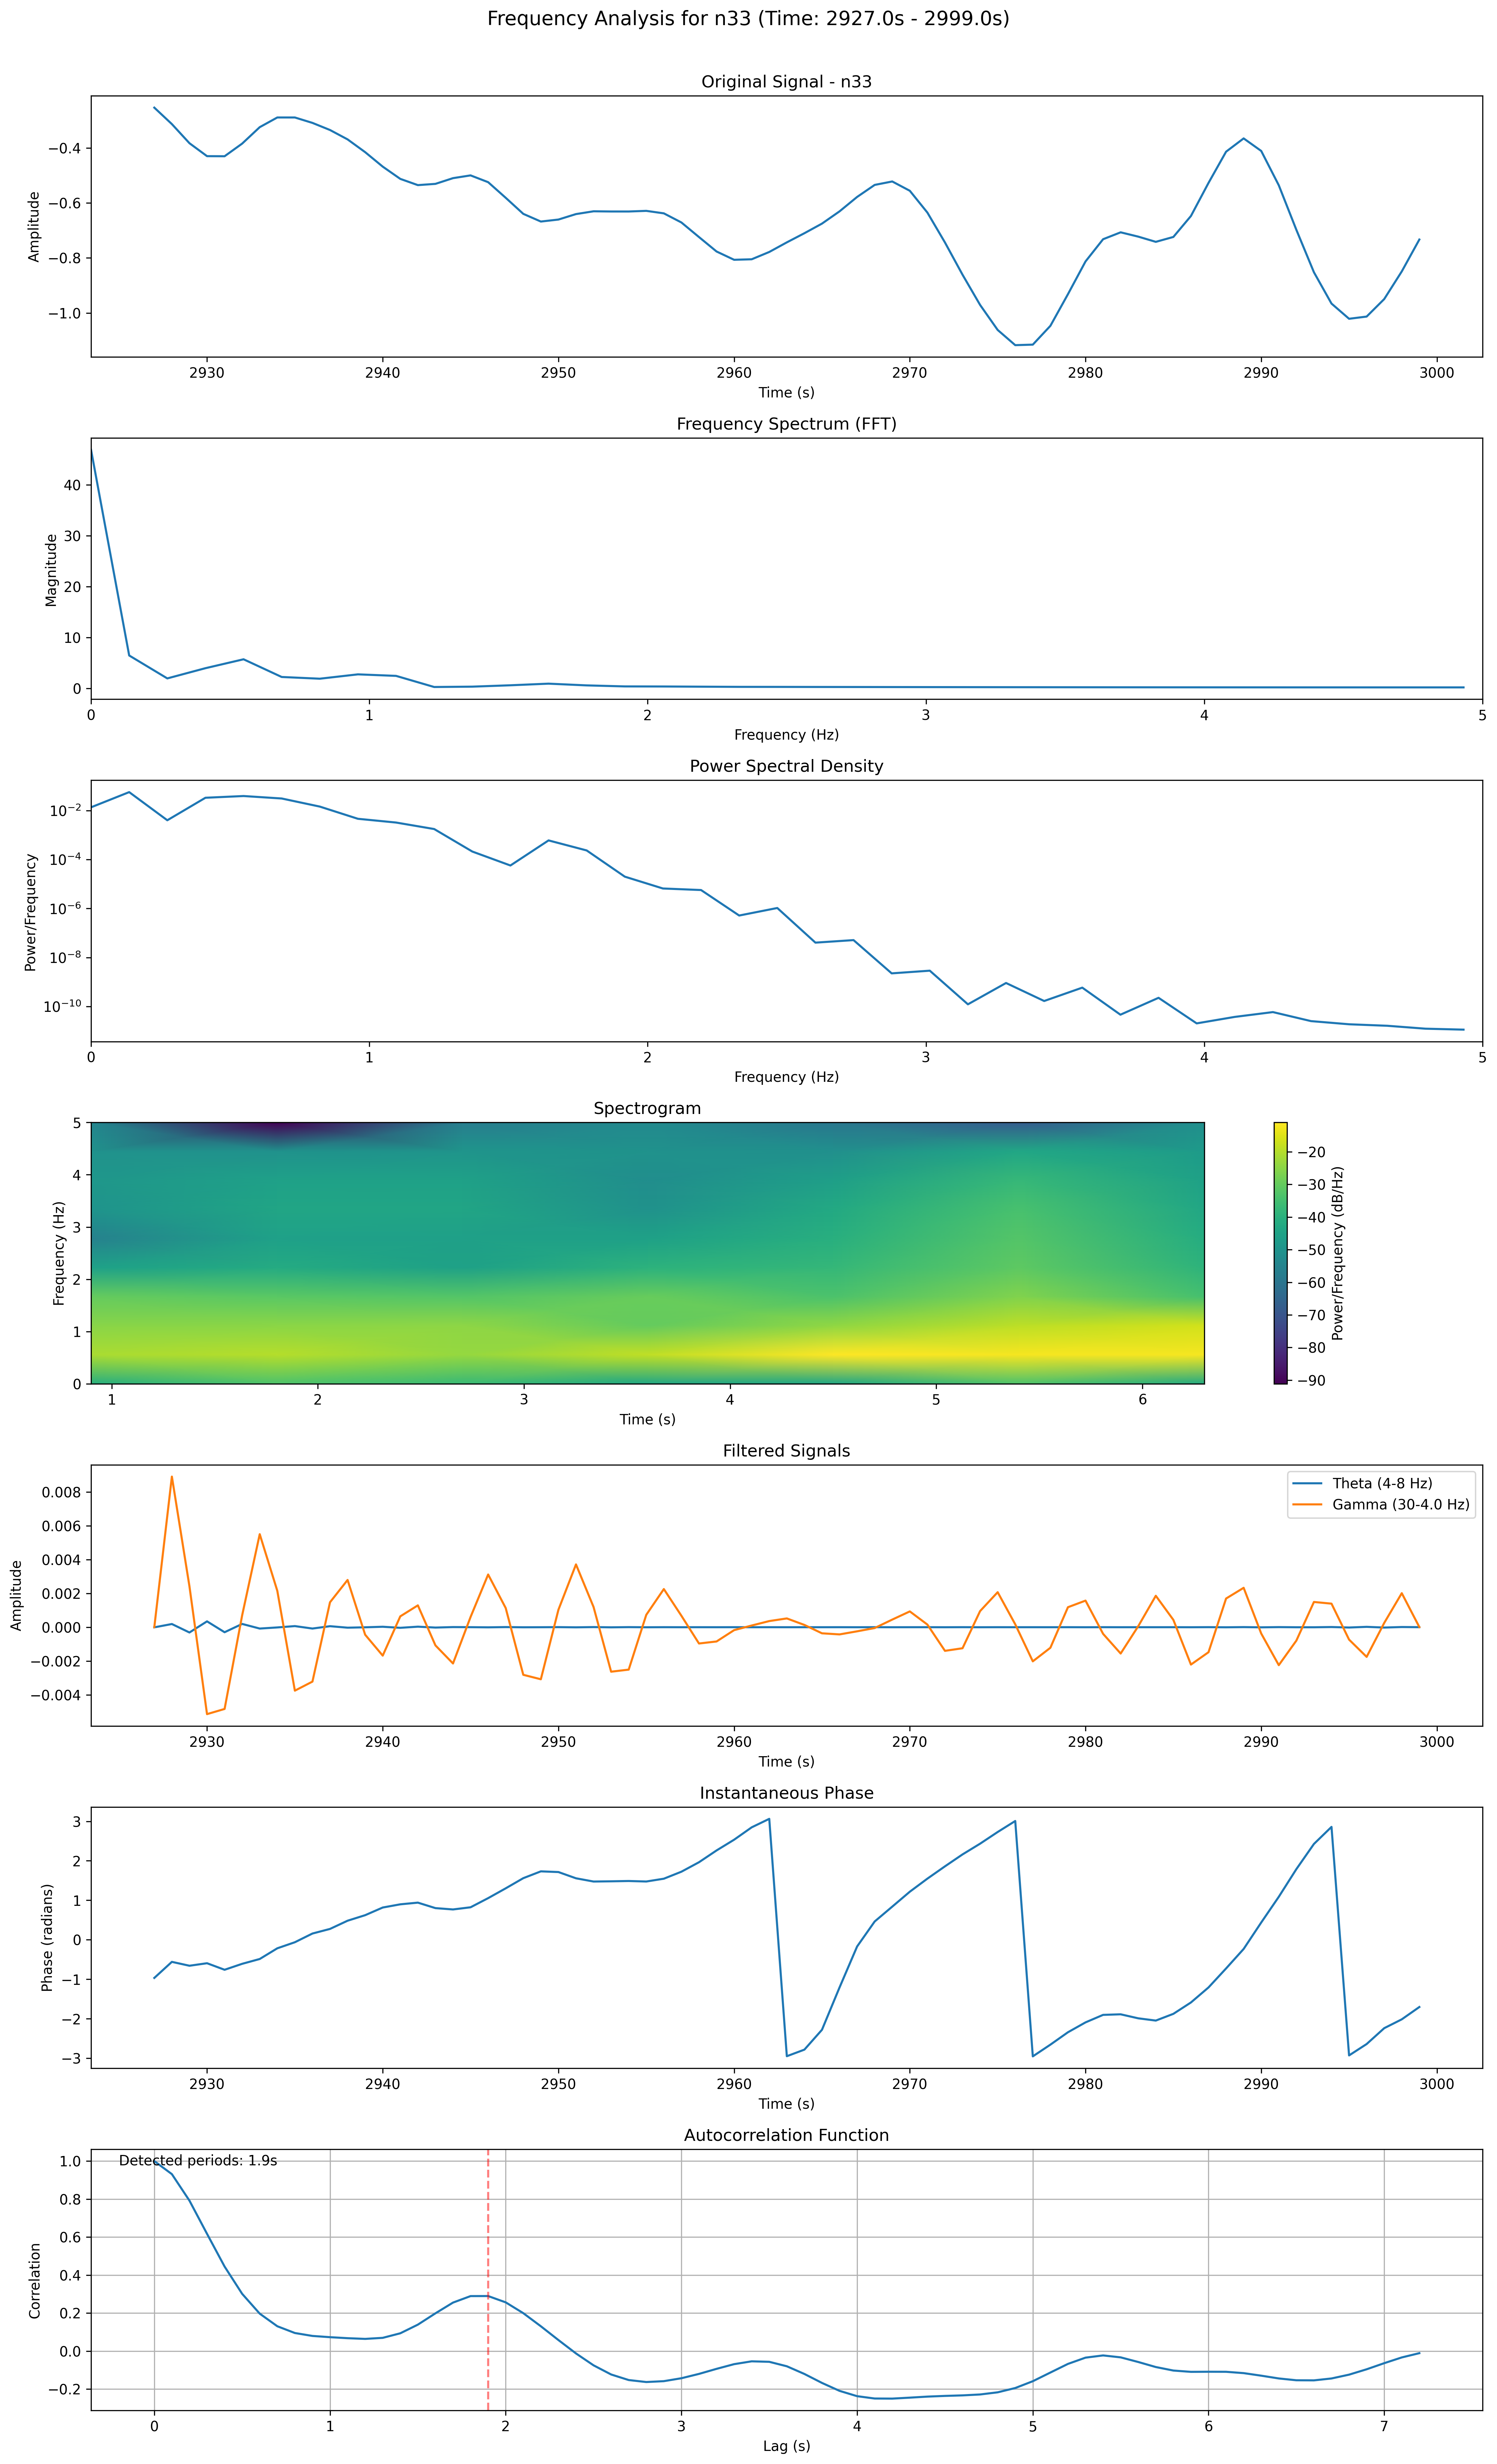 Frequency Analysis for n33 (Time: 2927.0s - 2999.0s)
Original Signal - n33
Amplitude
−0.4
−0.6
−0.8
−1.0
2930 2940 2950 2960 2970 2980 2990 3000
Time (s)
Frequency Spectrum (FFT)
Magnitude
40
30
20
10
0
0 1 2 3 4 5
Frequency (Hz)
Power Spectral Density
Power/Frequency
10⁻²
10⁻⁴
10⁻⁶
10⁻⁸
10⁻¹⁰
0 1 2 3 4 5
Frequency (Hz)
Spectrogram
Frequency (Hz)
5
4
3
2
1
0
1 2 3 4 5 6
Time (s)
−20
−30
−40
−50
−60
−70
−80
−90
Power/Frequency (dB/Hz)
Filtered Signals
Amplitude
0.008
0.006
0.004
0.002
0.000
−0.002
−0.004
Theta (4-8 Hz)
Gamma (30-4.0 Hz)
2930 2940 2950 2960 2970 2980 2990 3000
Time (s)
Instantaneous Phase
Phase (radians)
3
2
1
0
−1
−2
−3
2930 2940 2950 2960 2970 2980 2990 3000
Time (s)
Autocorrelation Function
Detected periods: 1.9s
Correlation
1.0
0.8
0.6
0.4
0.2
0.0
−0.2
0 1 2 3 4 5 6 7
Lag (s)